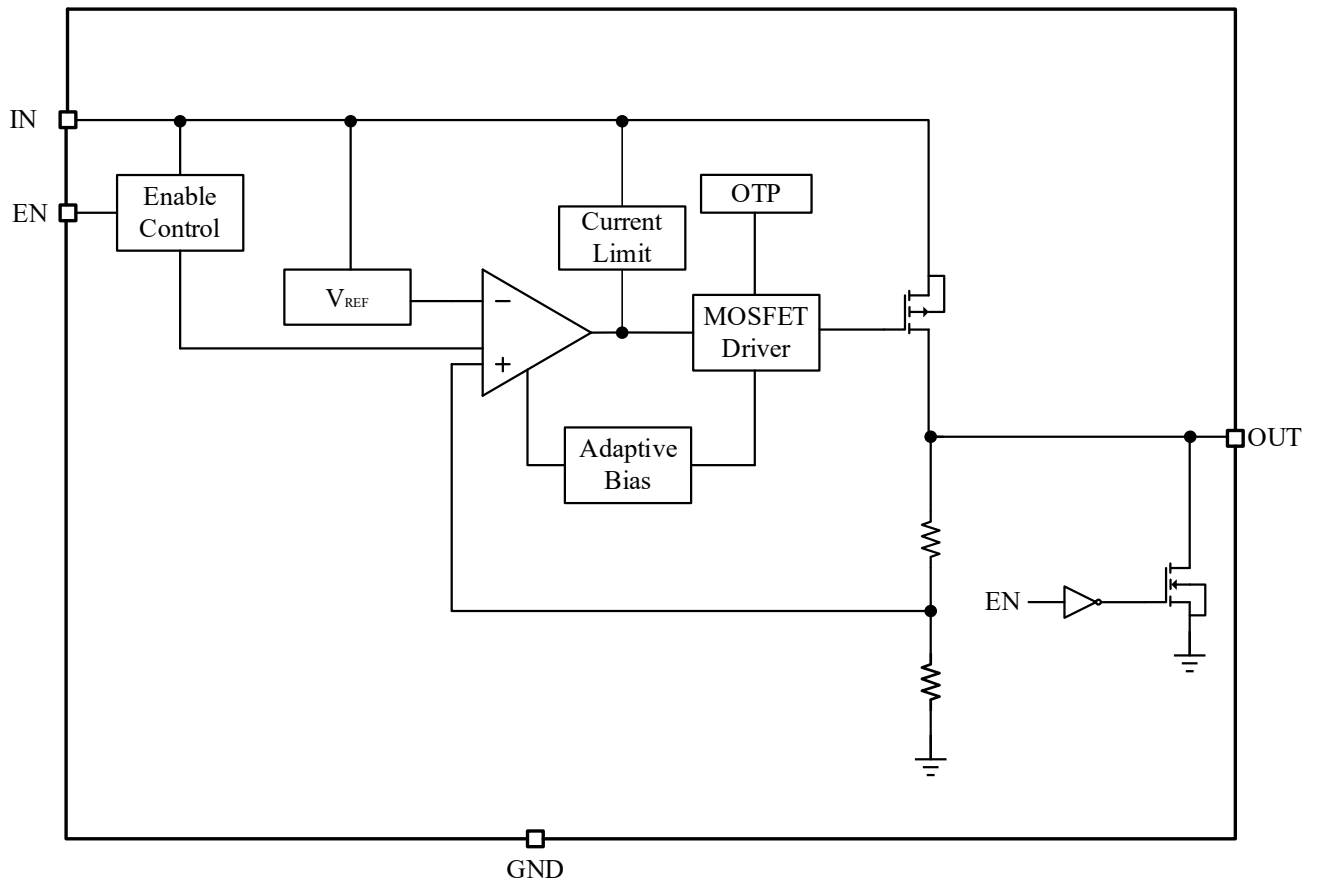 IN
EN
Enable
Control
VREF
−
+
Current
Limit
OTP
MOSFET
Driver
Adaptive
Bias
OUT
EN
GND